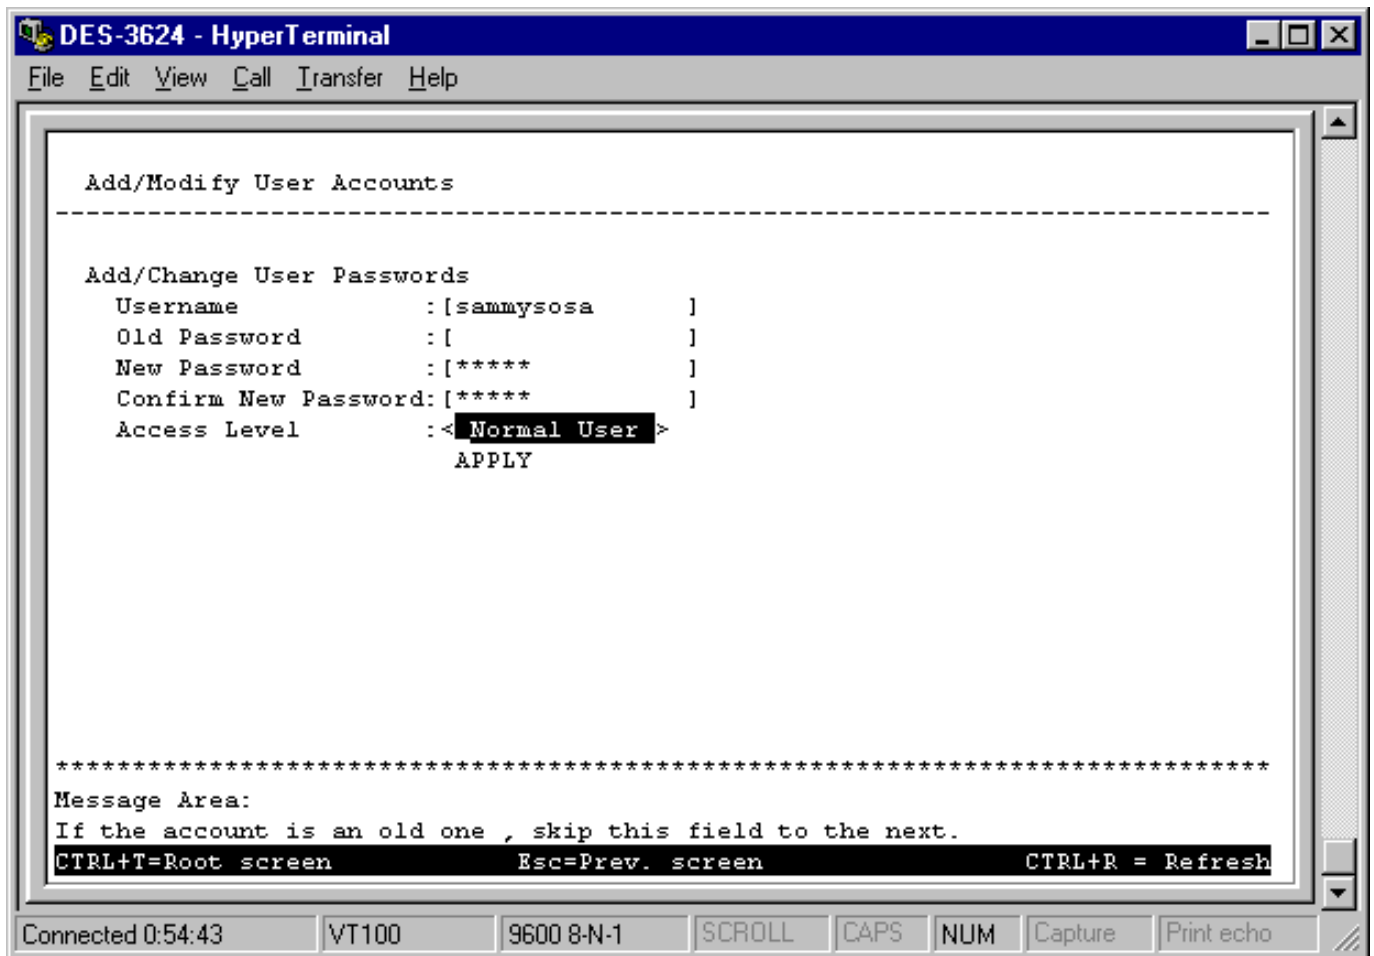 DES-3624 - HyperTerminal
File Edit View Call Transfer Help
Add/Modify User Accounts
-------------------------------------------------------------------------------
Add/Change User Passwords
Username :[sammysosa ]
Old Password :[ ]
New Password :[***** ]
Confirm New Password:[***** ]
Access Level :< Normal User >
APPLY
*******************************************************************************
Message Area:
If the account is an old one , skip this field to the next.
CTRL+T=Root screen Esc=Prev. screen CTRL+R = Refresh
Connected 0:54:43 VT100 9600 8-N-1 SCROLL CAPS NUM Capture Print echo